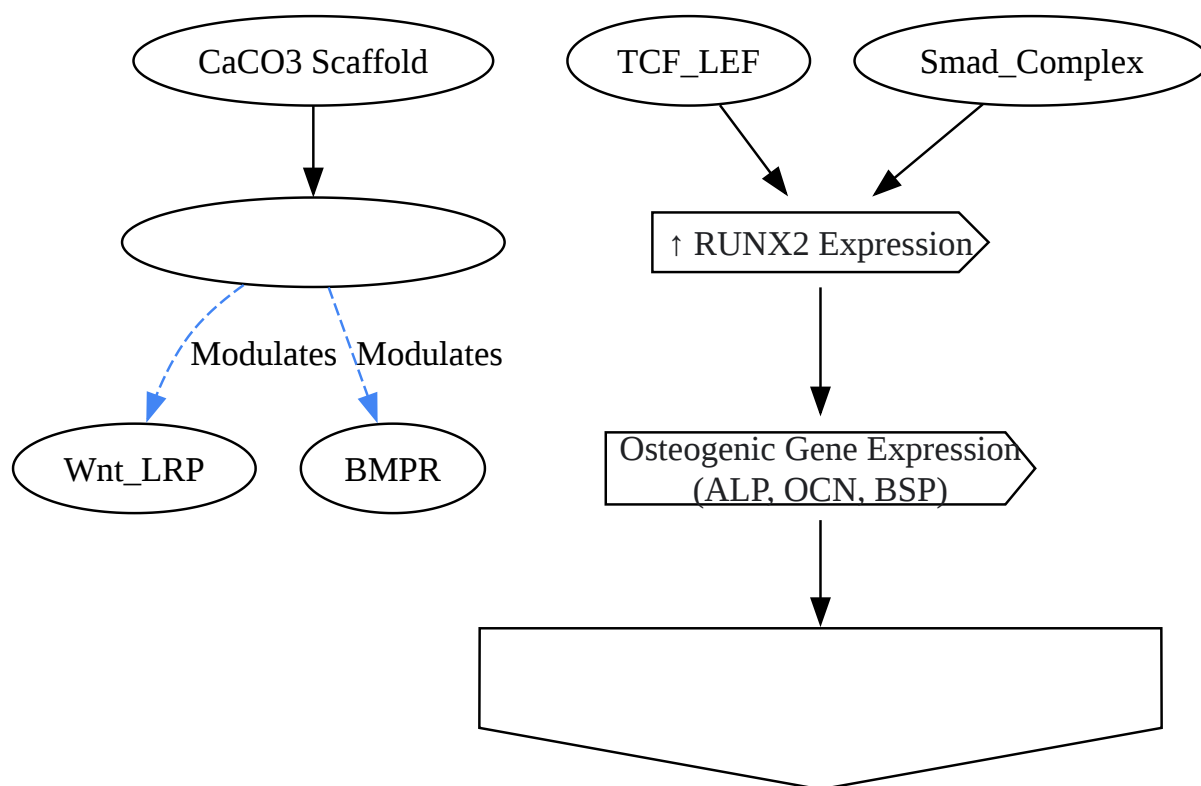 CaCO3 Scaffold
TCF_LEF
Smad_Complex
↑ RUNX2 Expression
Modulates
Modulates
Wnt_LRP
BMPR
Osteogenic Gene Expression
(ALP, OCN, BSP)